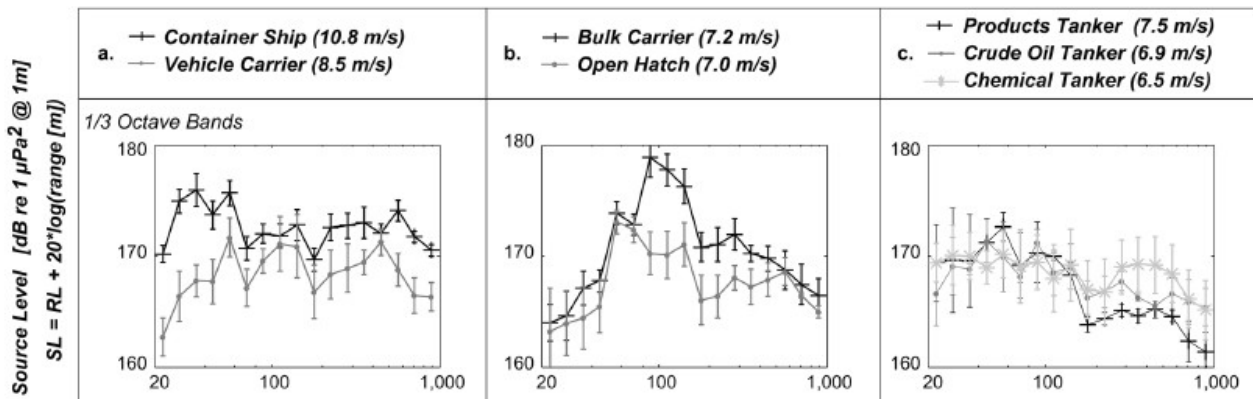 Source Level [dB re 1 µPa² @ 1m]
SL = RL + 20*log(range [m])
a.
Container Ship (10.8 m/s)
Vehicle Carrier (8.5 m/s)
b.
Bulk Carrier (7.2 m/s)
Open Hatch (7.0 m/s)
c.
Products Tanker (7.5 m/s)
Crude Oil Tanker (6.9 m/s)
Chemical Tanker (6.5 m/s)
1/3 Octave Bands
180
170
160
20 100 1,000
180
170
160
20 100 1,000
180
170
160
20 100 1,000